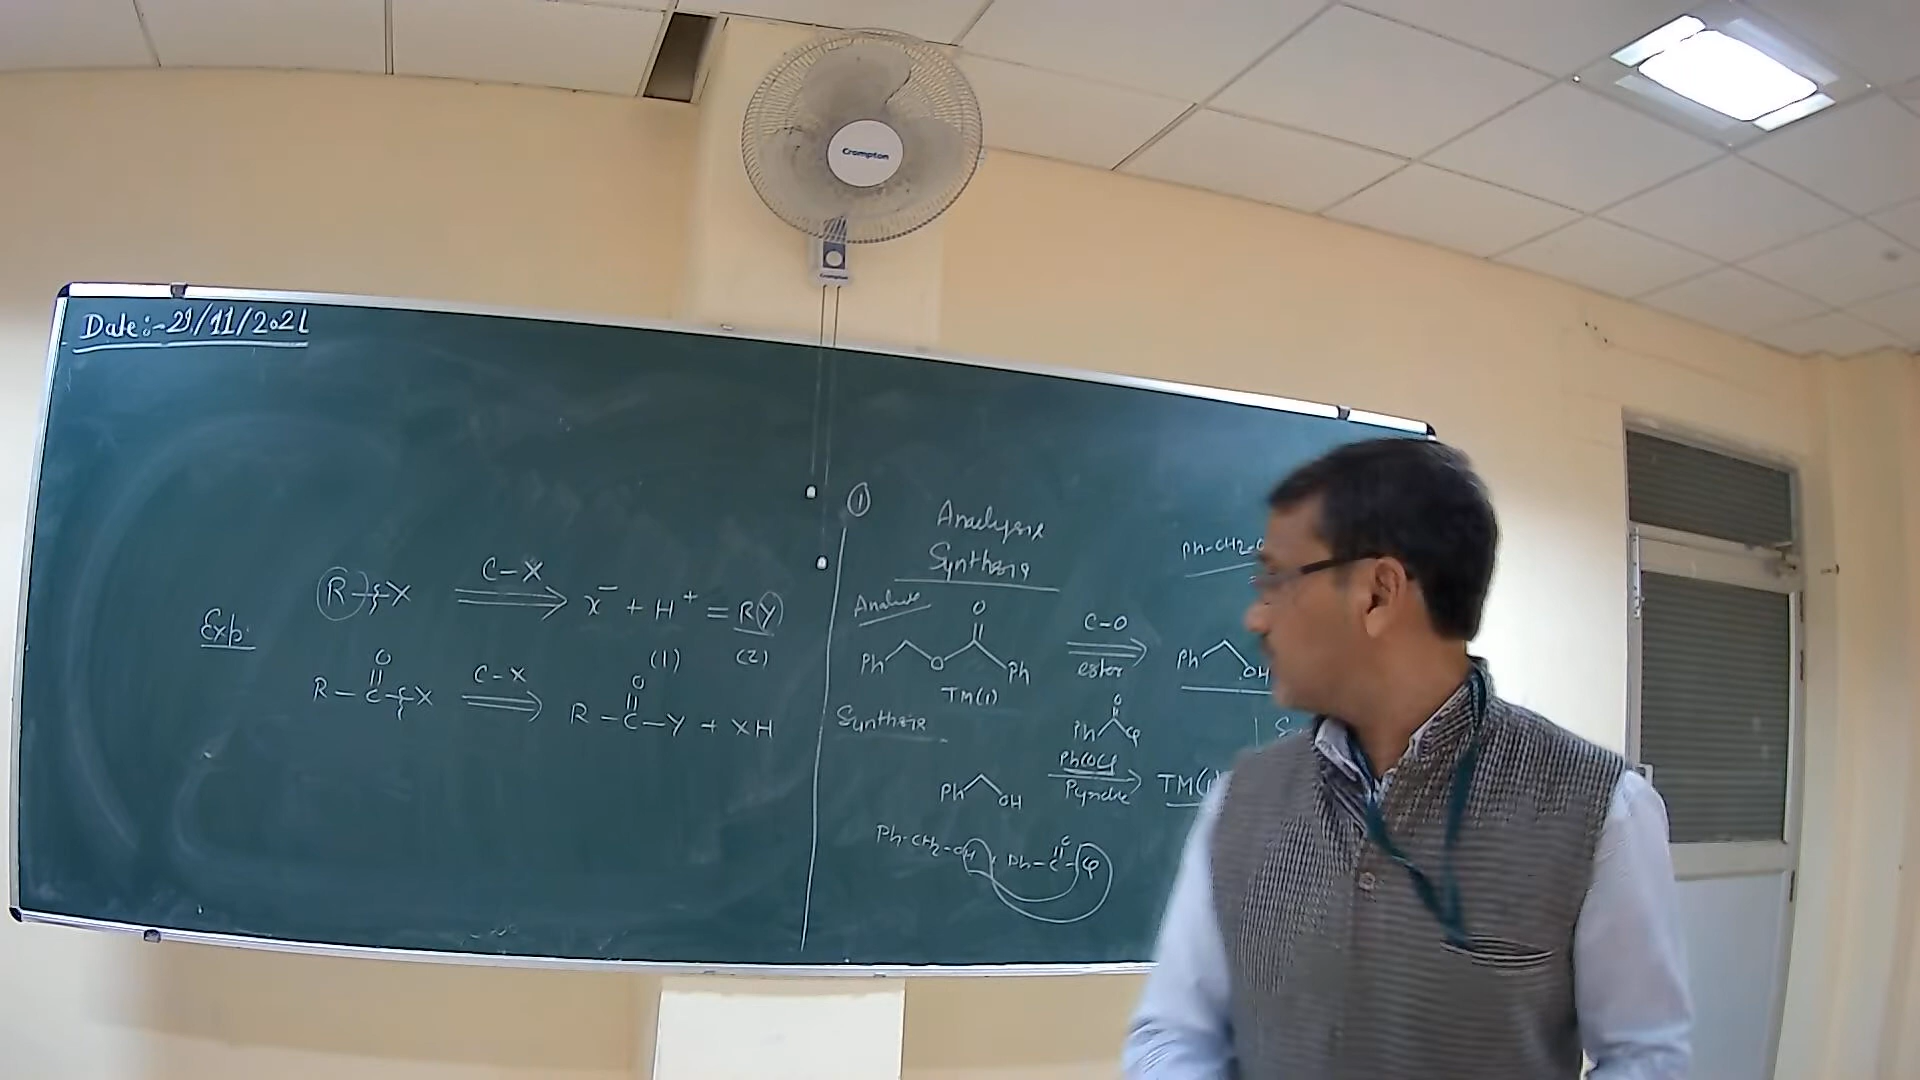 Crompton
Crompton
Date:-29/11/2021
R-X C-X X⁻ + H⁺ = RY
(1) (2)
Exp:
R-C-X C-X R-C-Y + XH
O O
①
Analysis
Synthesis
Analysis
Ph O O Ph C-O Ph OH
ester
TM(1)
Ph-CH2-
Synthesis
O
Ph Cl
Ph OH PhCOCl TM(1)
Pyridine
Ph-CH2-OH Ph-C-Cl